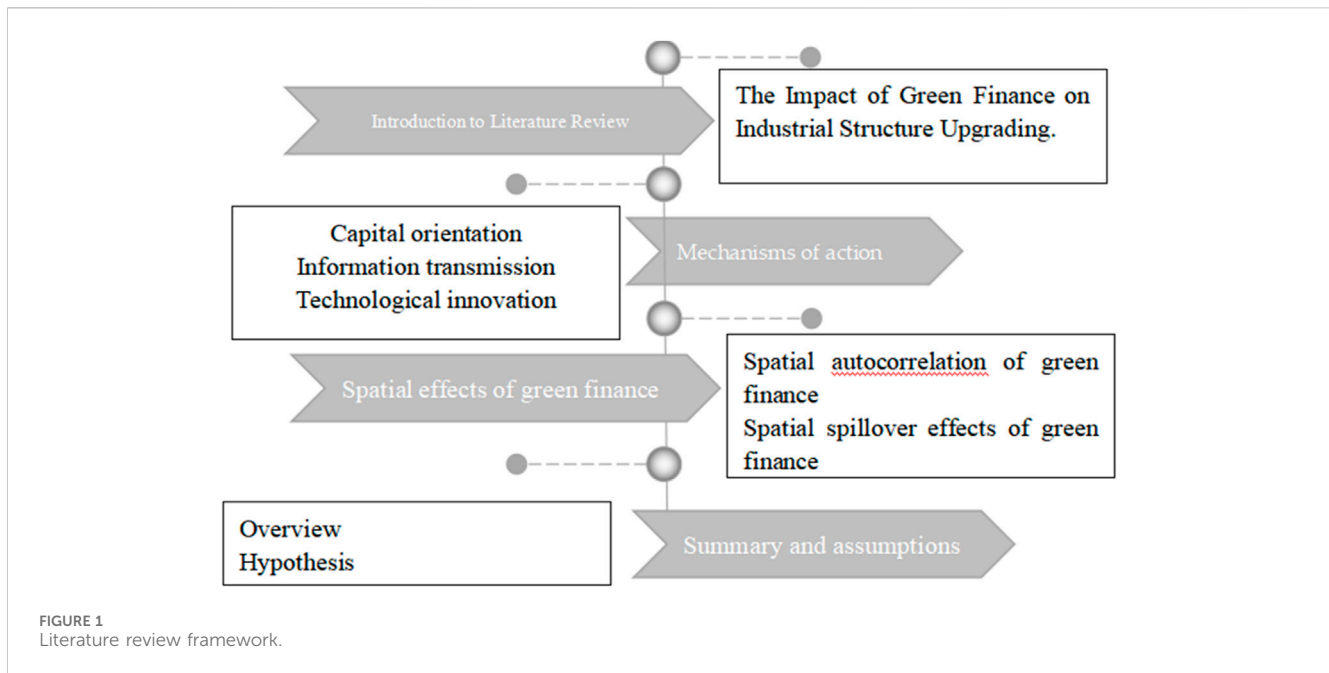 Introduction to Literature Review
The Impact of Green Finance on
Industrial Structure Upgrading.
Capital orientation
Information transmission
Technological innovation
Mechanisms of action
Spatial effects of green finance
Spatial autocorrelation of green
finance
Spatial spillover effects of green
finance
Overview
Hypothesis
Summary and assumptions
FIGURE 1
Literature review framework.